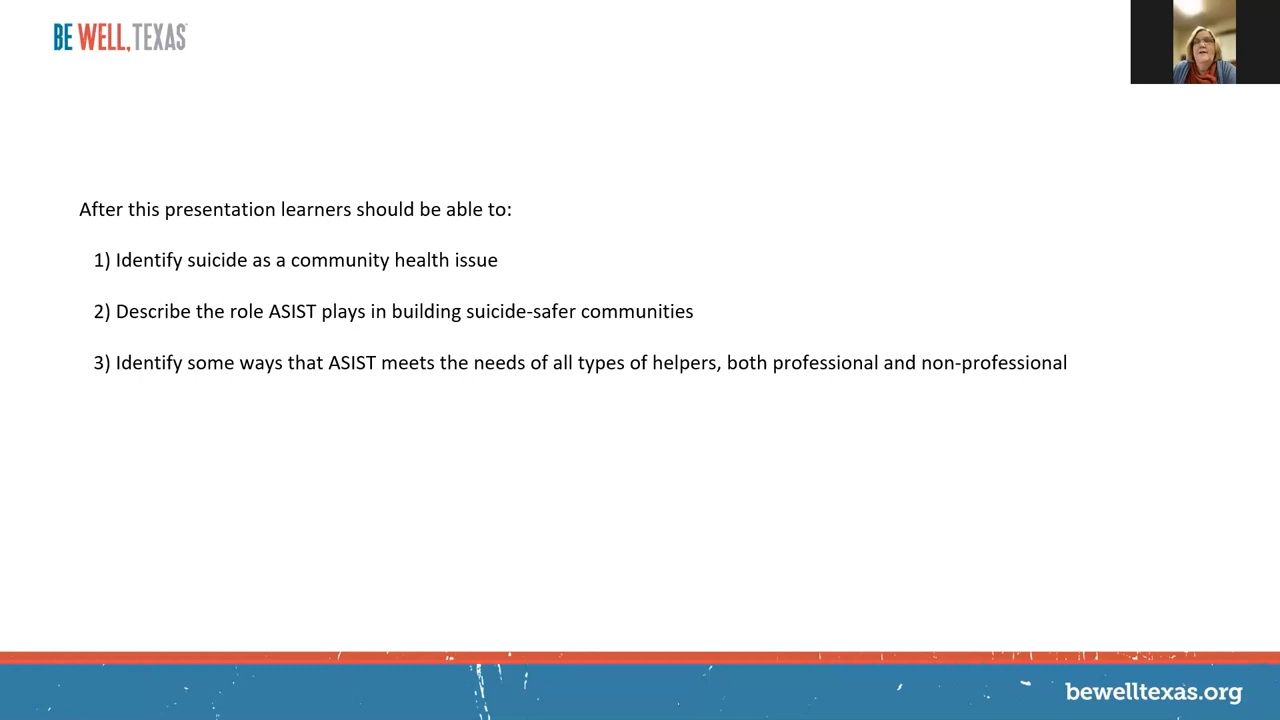 BE WELL, TEXAS
After this presentation learners should be able to:
1) Identify suicide as a community health issue
2) Describe the role ASIST plays in building suicide-safer communities
3) Identify some ways that ASIST meets the needs of all types of helpers, both professional and non-professional
bewelltexas.org